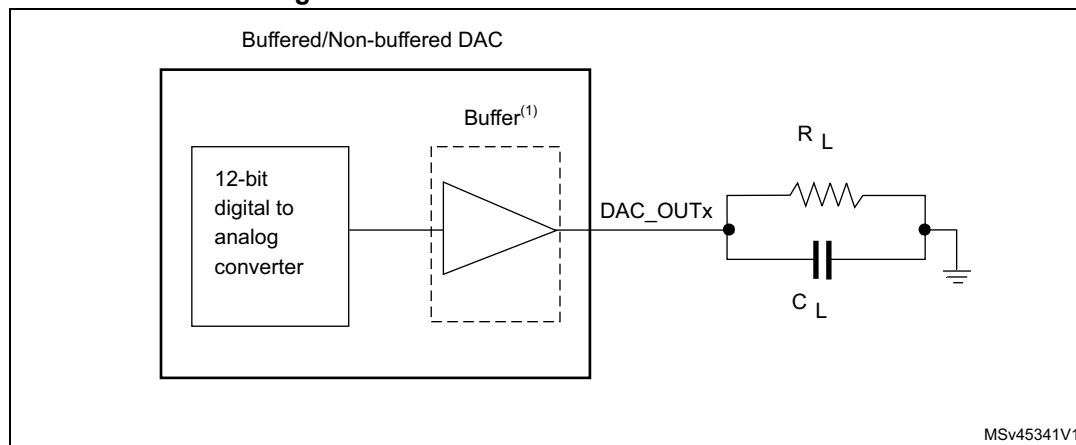 Buffered/Non-buffered DAC
Buffer(1)
12-bit
digital to
analog
converter
DAC_OUTx
R L
C L
MSv45341V1